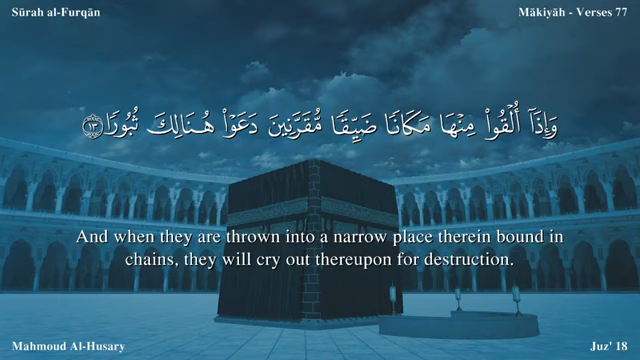 Sūrah al-Furqān
Mākiyāh - Verses 77
وَإِذَآ أُلْقُوا۟ مِنْهَا مَكَانًا ضَيِّقًا مُّقَرَّنِينَ دَعَوْا۟ هُنَالِكَ ثُبُورًا ١٣
And when they are thrown into a narrow place therein bound in
chains, they will cry out thereupon for destruction.
Mahmoud Al-Husary
Juz' 18